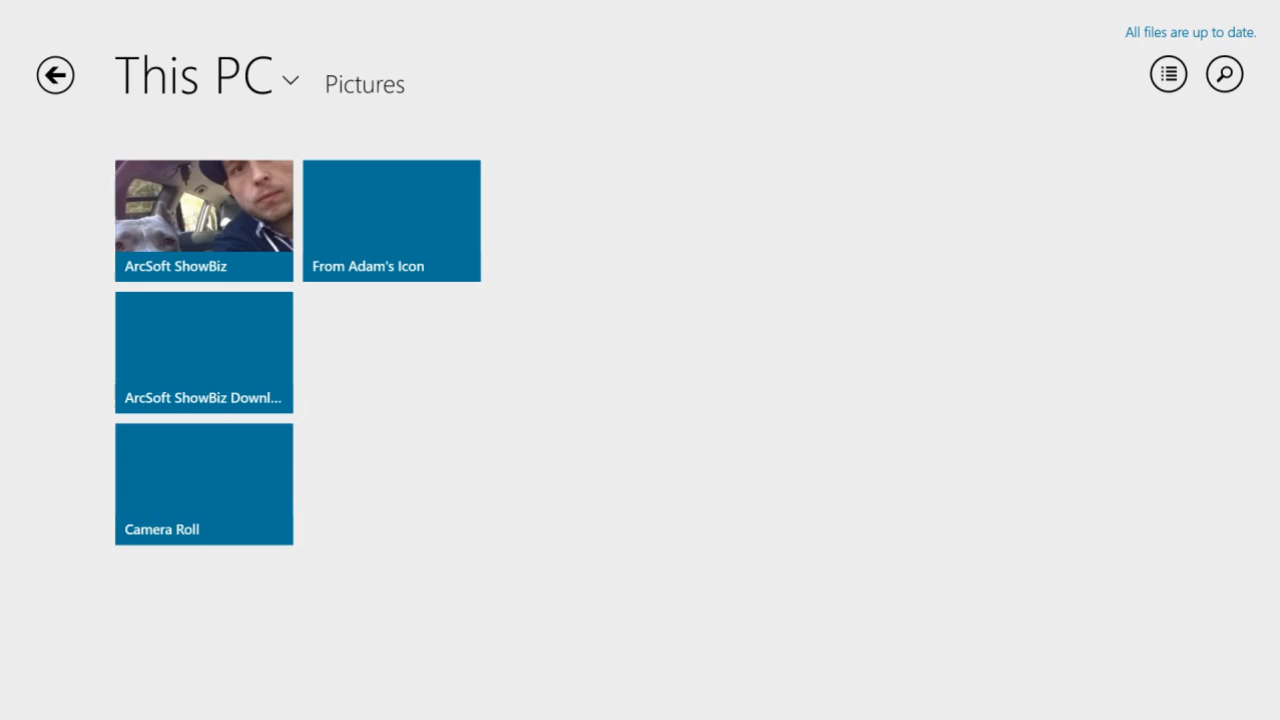 All files are up to date.
This PC Pictures
ArcSoft ShowBiz
From Adam's Icon
ArcSoft ShowBiz Downl...
Camera Roll